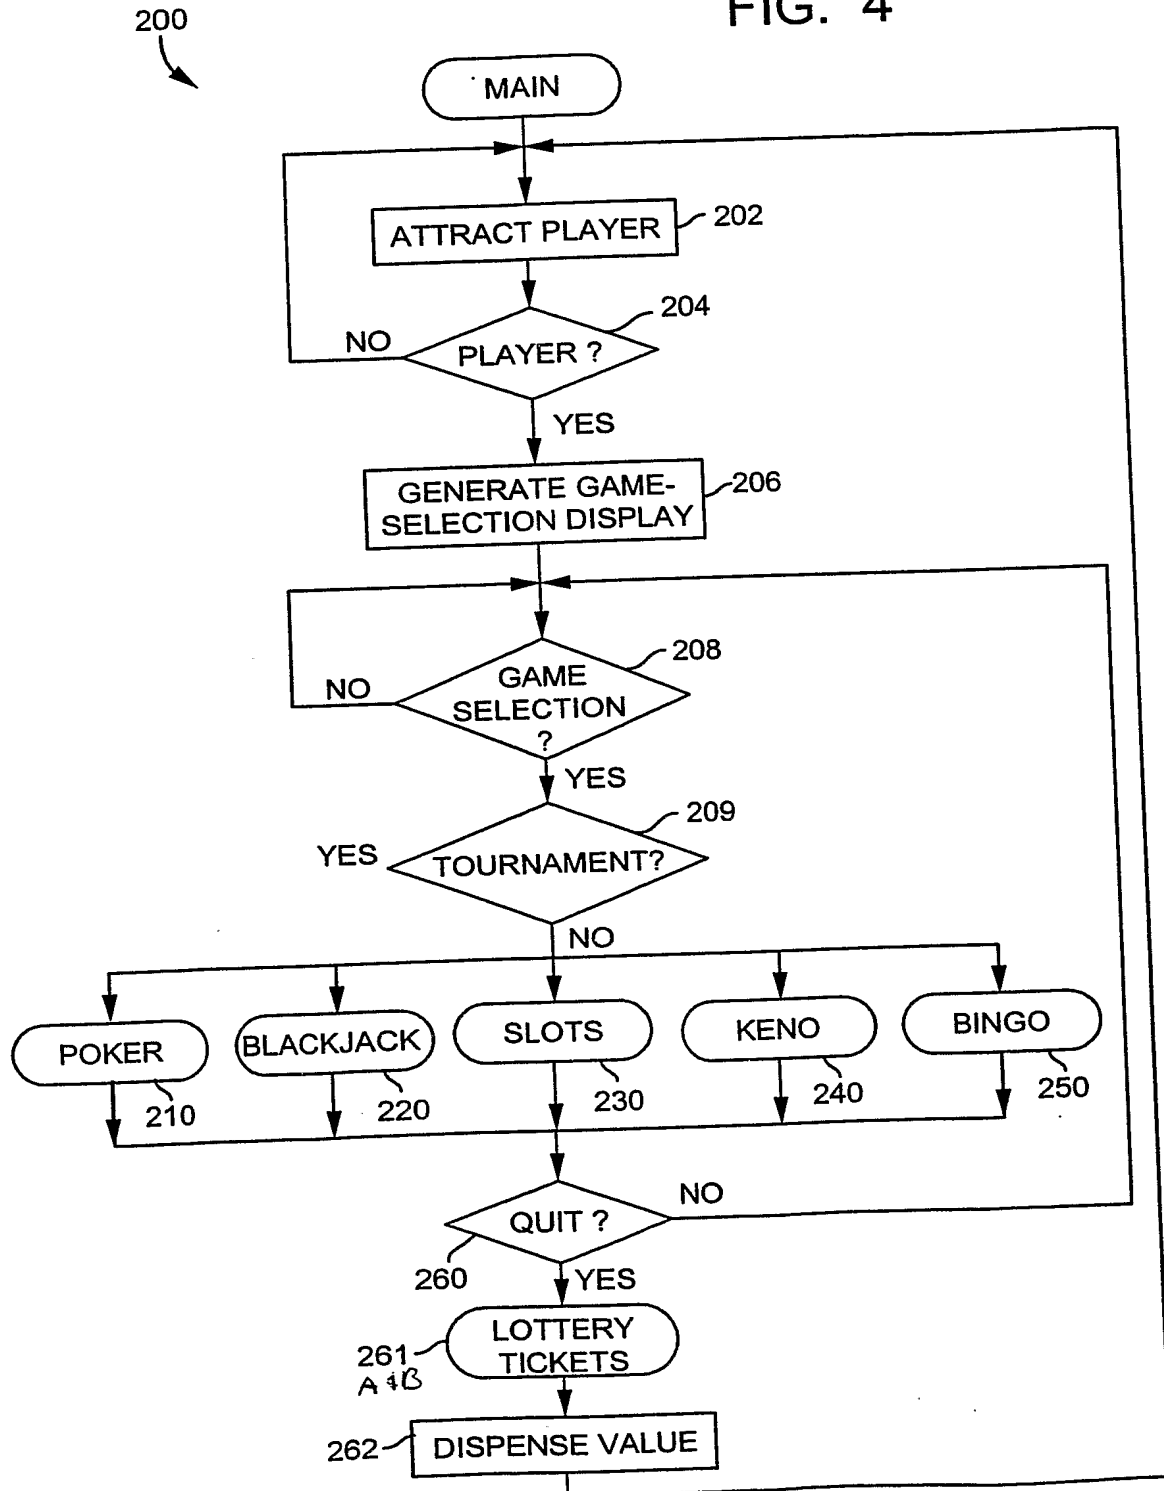 FIG. 4
200
MAIN
ATTRACT PLAYER
202
204
PLAYER ?
NO
YES
GENERATE GAME-
SELECTION DISPLAY
206
208
GAME
SELECTION
?
NO
YES
209
TOURNAMENT?
YES
NO
POKER
BLACKJACK
SLOTS
KENO
BINGO
210
220
230
240
250
QUIT ?
NO
260
YES
LOTTERY
TICKETS
261
A & B
DISPENSE VALUE
262